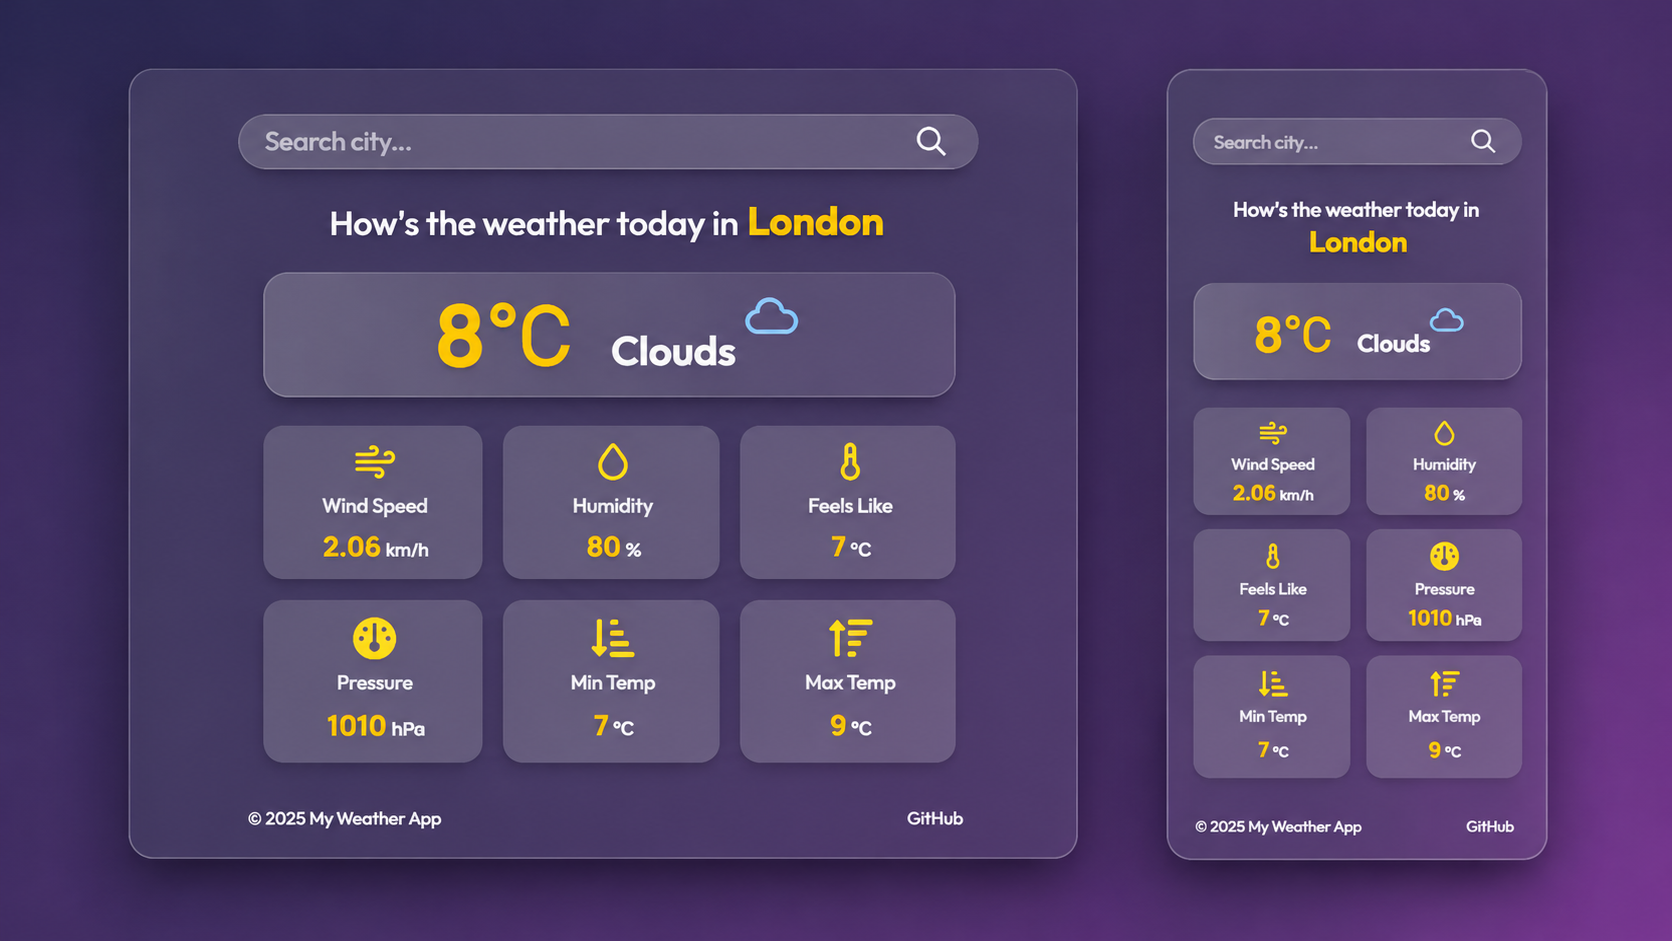 Search city...
How's the weather today in London
8°C Clouds
Wind Speed
2.06 km/h
Humidity
80 %
Feels Like
7 °C
Pressure
1010 hPa
Min Temp
7 °C
Max Temp
9 °C
© 2025 My Weather App
GitHub
Search city...
How's the weather today in
London
8°C Clouds
Wind Speed
2.06 km/h
Humidity
80 %
Feels Like
7 °C
Pressure
1010 hPa
Min Temp
7 °C
Max Temp
9 °C
© 2025 My Weather App
GitHub